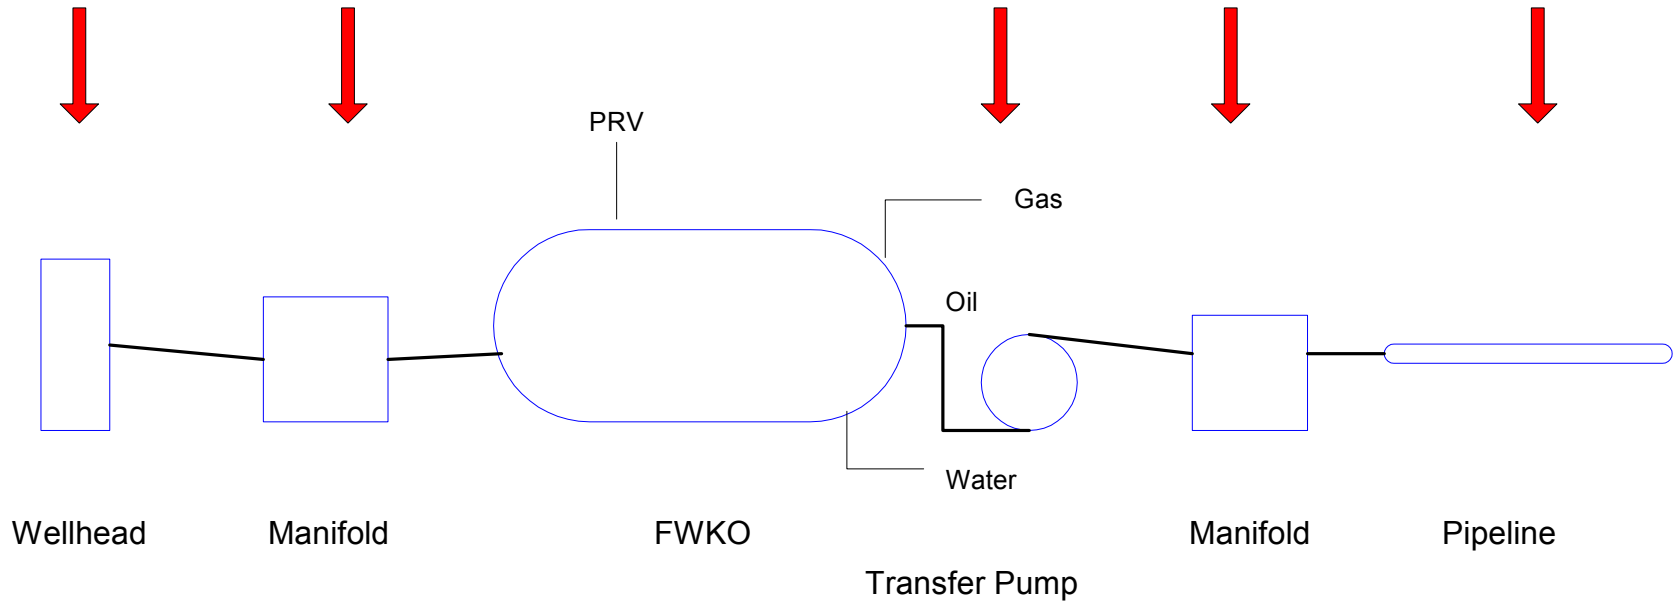 PRV
Gas
Oil
Water
Wellhead
Manifold
FWKO
Transfer Pump
Manifold
Pipeline